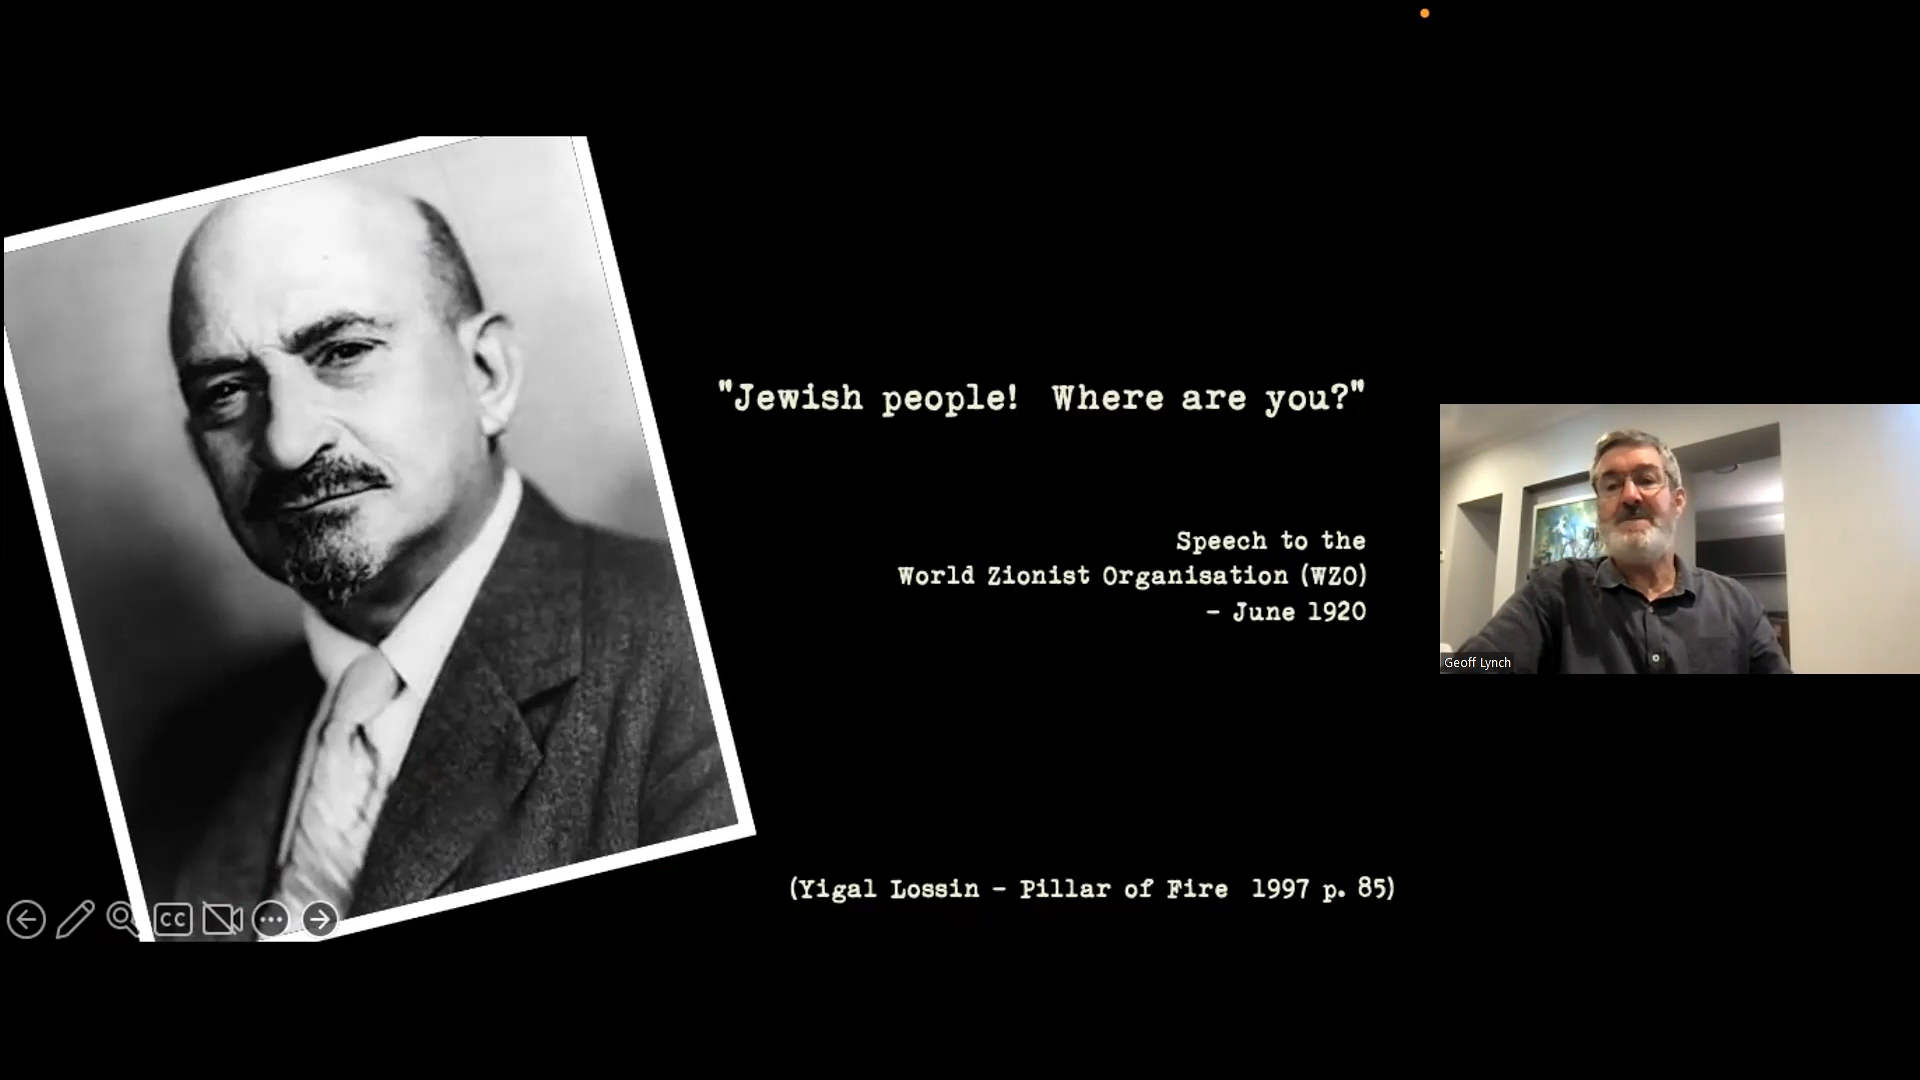 "Jewish people!  Where are you?"
Speech to the
World Zionist Organisation (WZO)
- June 1920
(Yigal Lossin - Pillar of Fire  1997 p. 85)
Geoff Lynch
CC